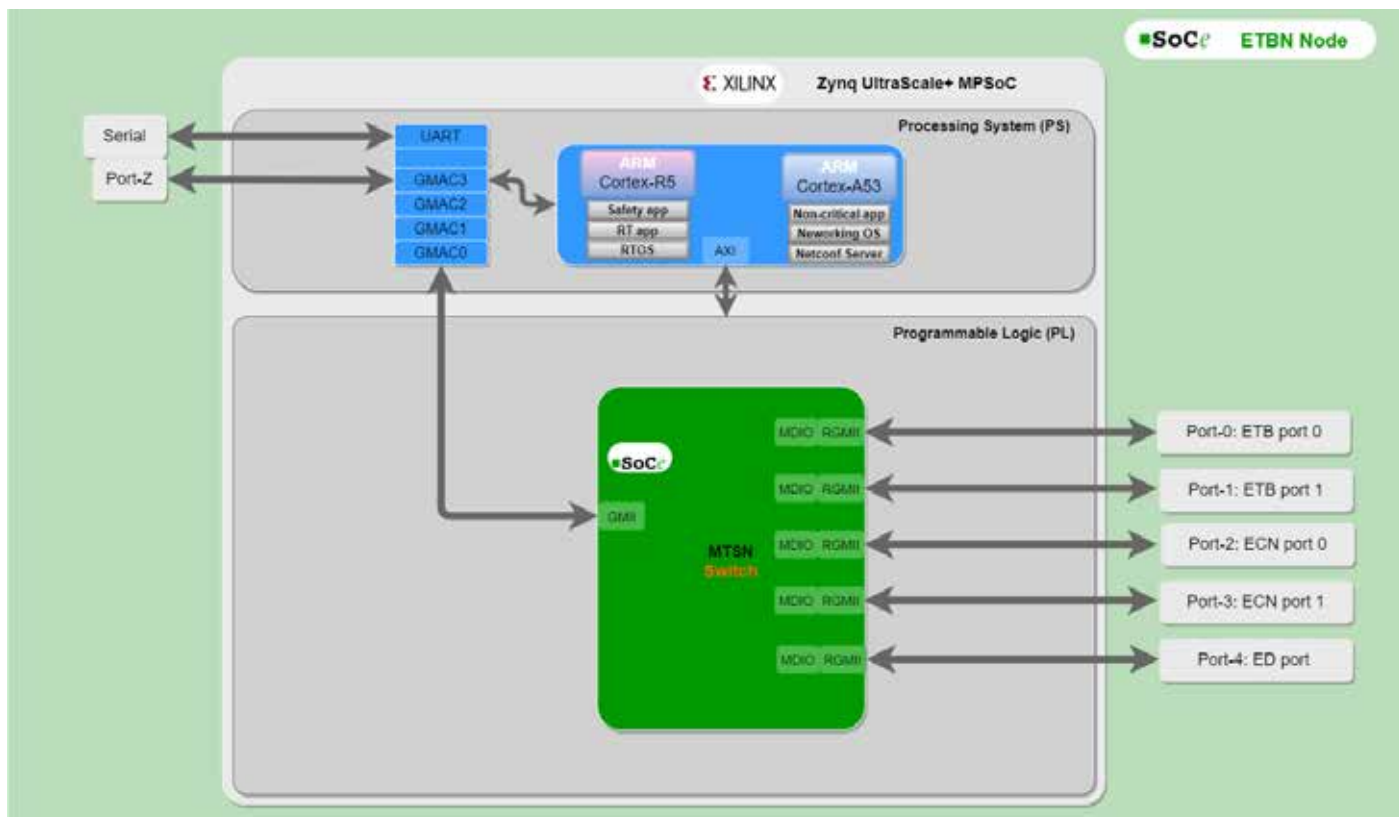 SoCe ETBN Node
XILINX Zynq UltraScale+ MPSoC
Processing System (PS)
Serial
Port-Z
UART
GMAC3
GMAC2
GMAC1
GMAC0
ARM
Cortex-R5
Safety app
RT app
RTOS
AXI
ARM
Cortex-A53
Non-critical app
Neworking OS
Netconf Server
Programmable Logic (PL)
SoCe
GMII
MTSN
Switch
MDIO RGMII
MDIO RGMII
MDIO RGMII
MDIO RGMII
MDIO RGMII
Port-0: ETB port 0
Port-1: ETB port 1
Port-2: ECN port 0
Port-3: ECN port 1
Port-4: ED port